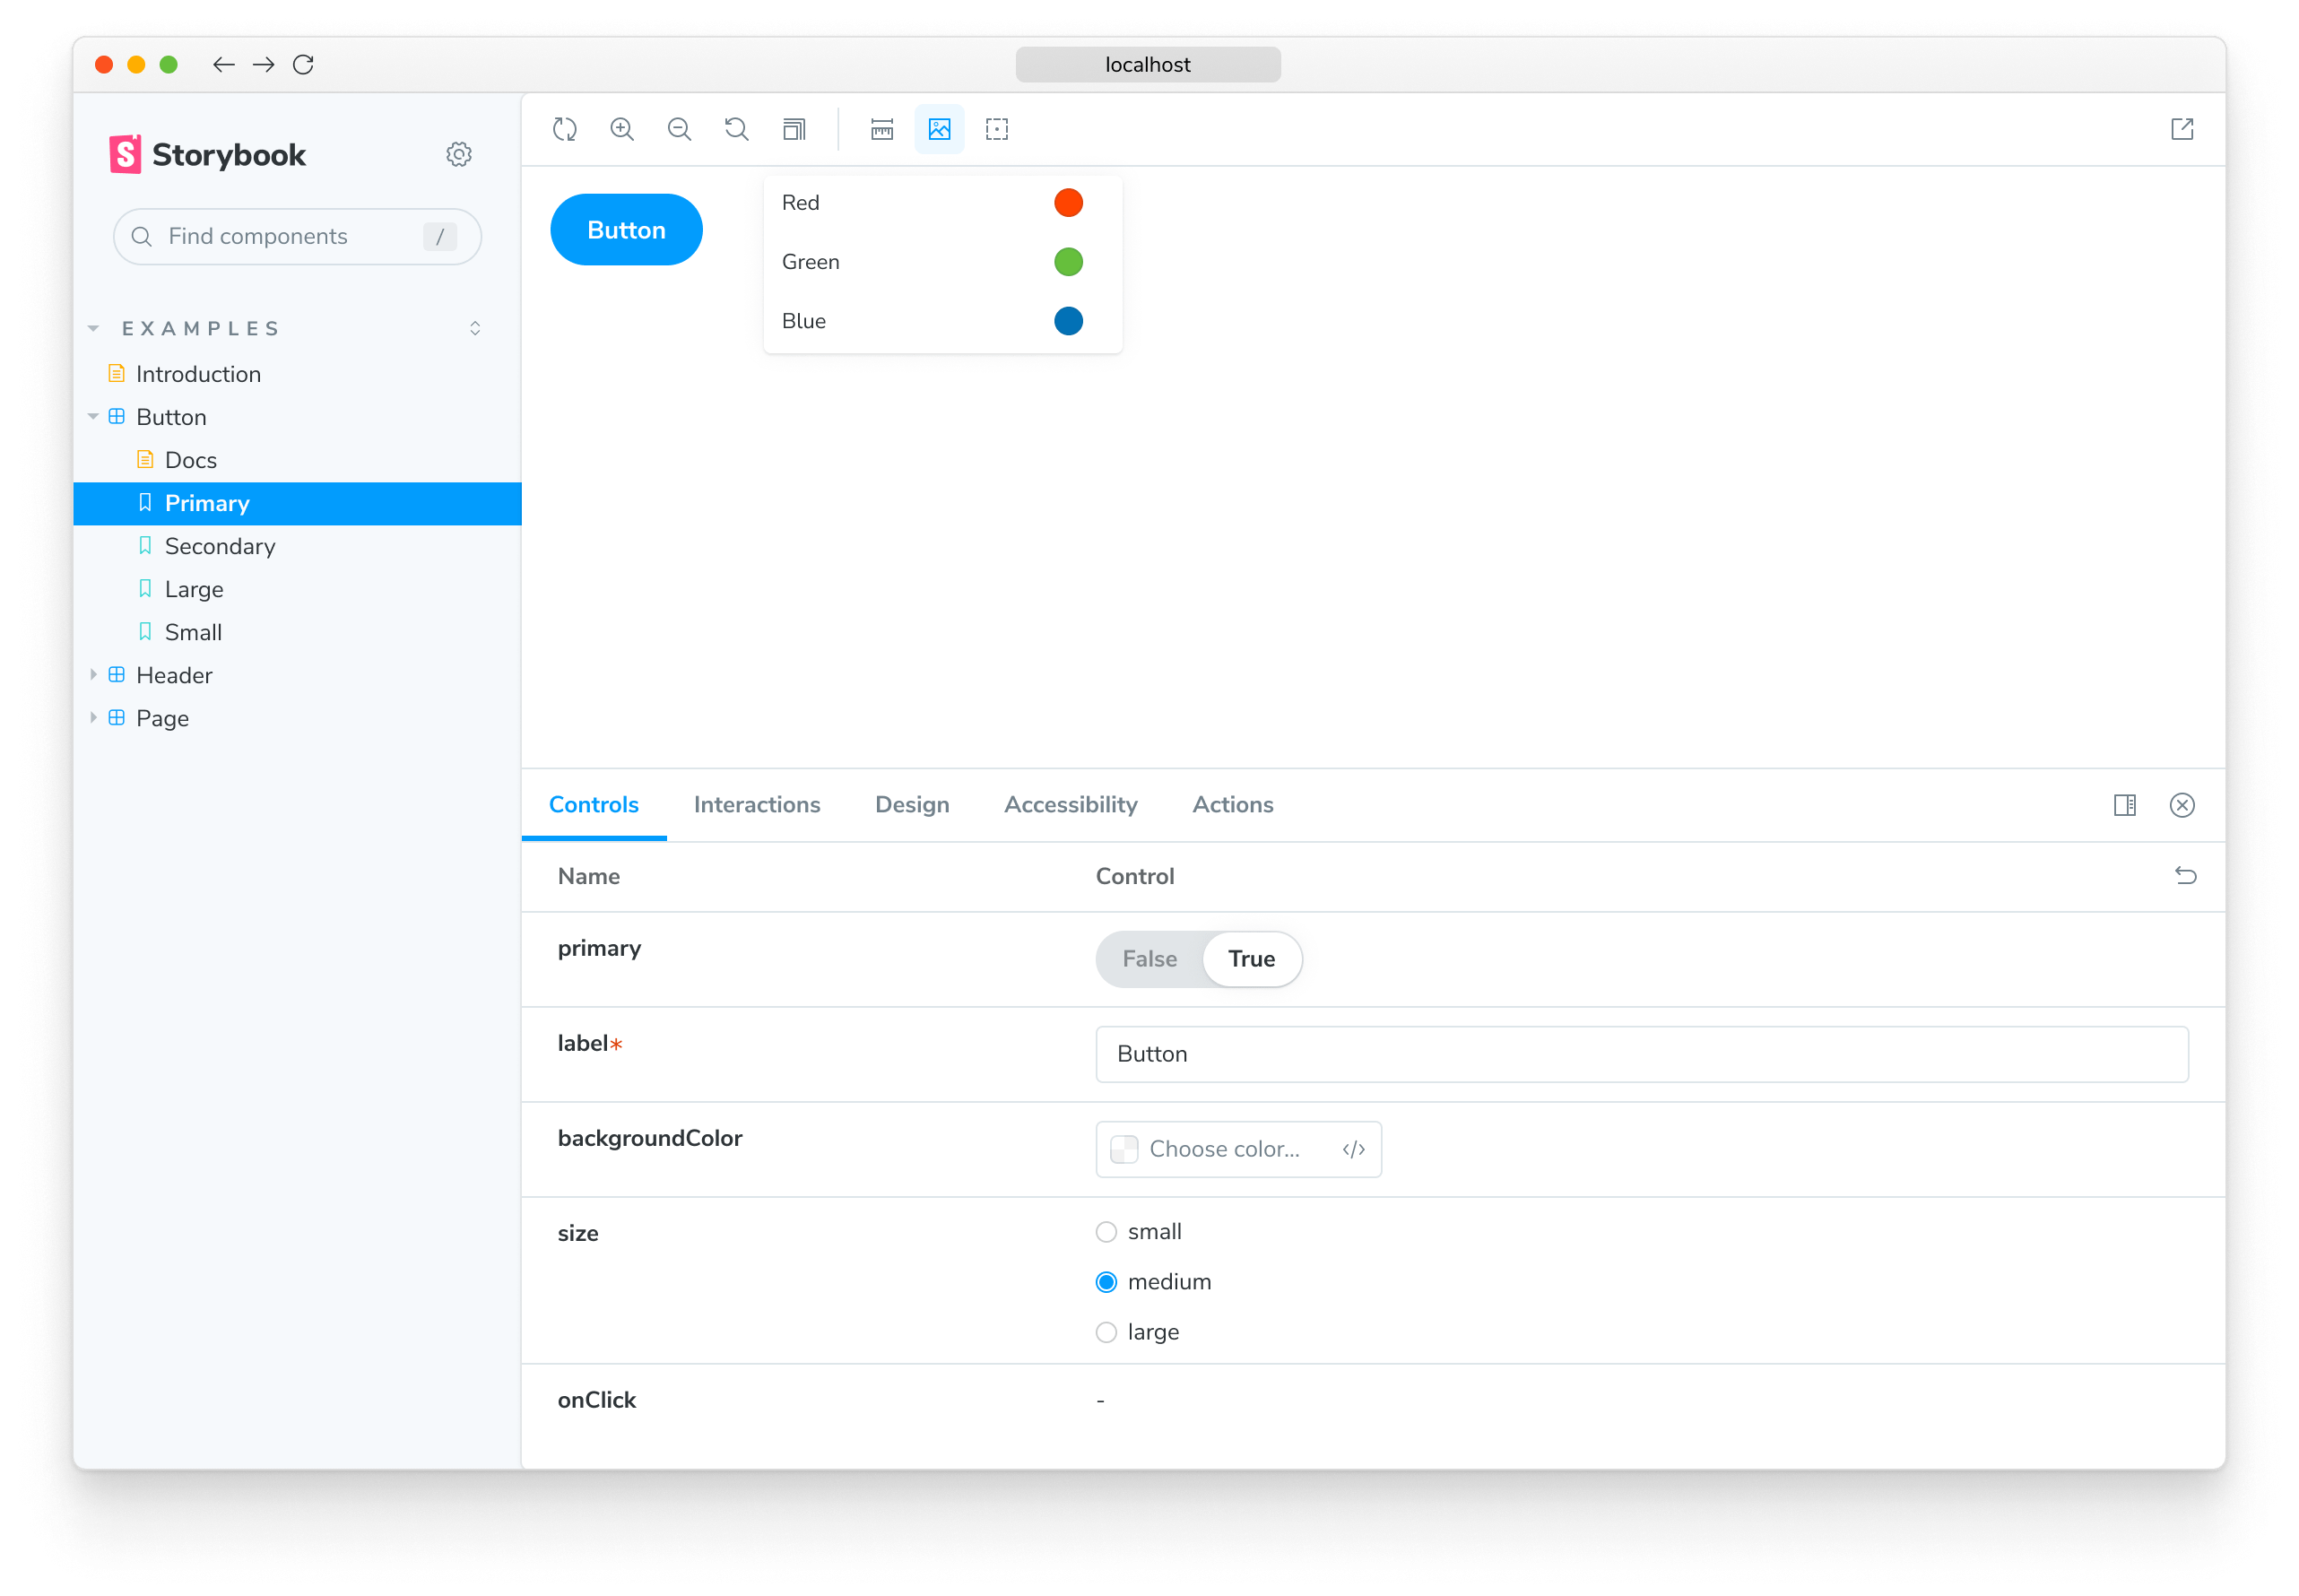 localhost
Storybook
Find components /
EXAMPLES
Introduction
Button
Docs
Primary
Secondary
Large
Small
Header
Page
Button
Red
Green
Blue
Controls Interactions Design Accessibility Actions
Name Control
primary False True
label* Button
backgroundColor Choose color...
size small
medium
large
onClick -